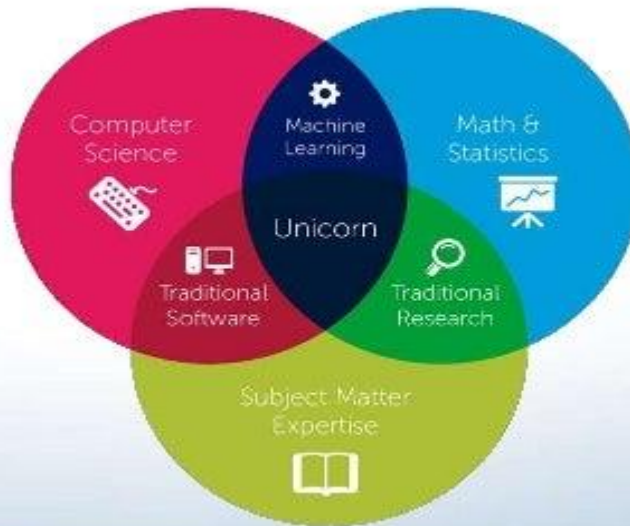 Computer
Science
Machine
Learning
Math &
Statistics
Unicorn
Traditional
Software
Traditional
Research
Subject Matter
Expertise